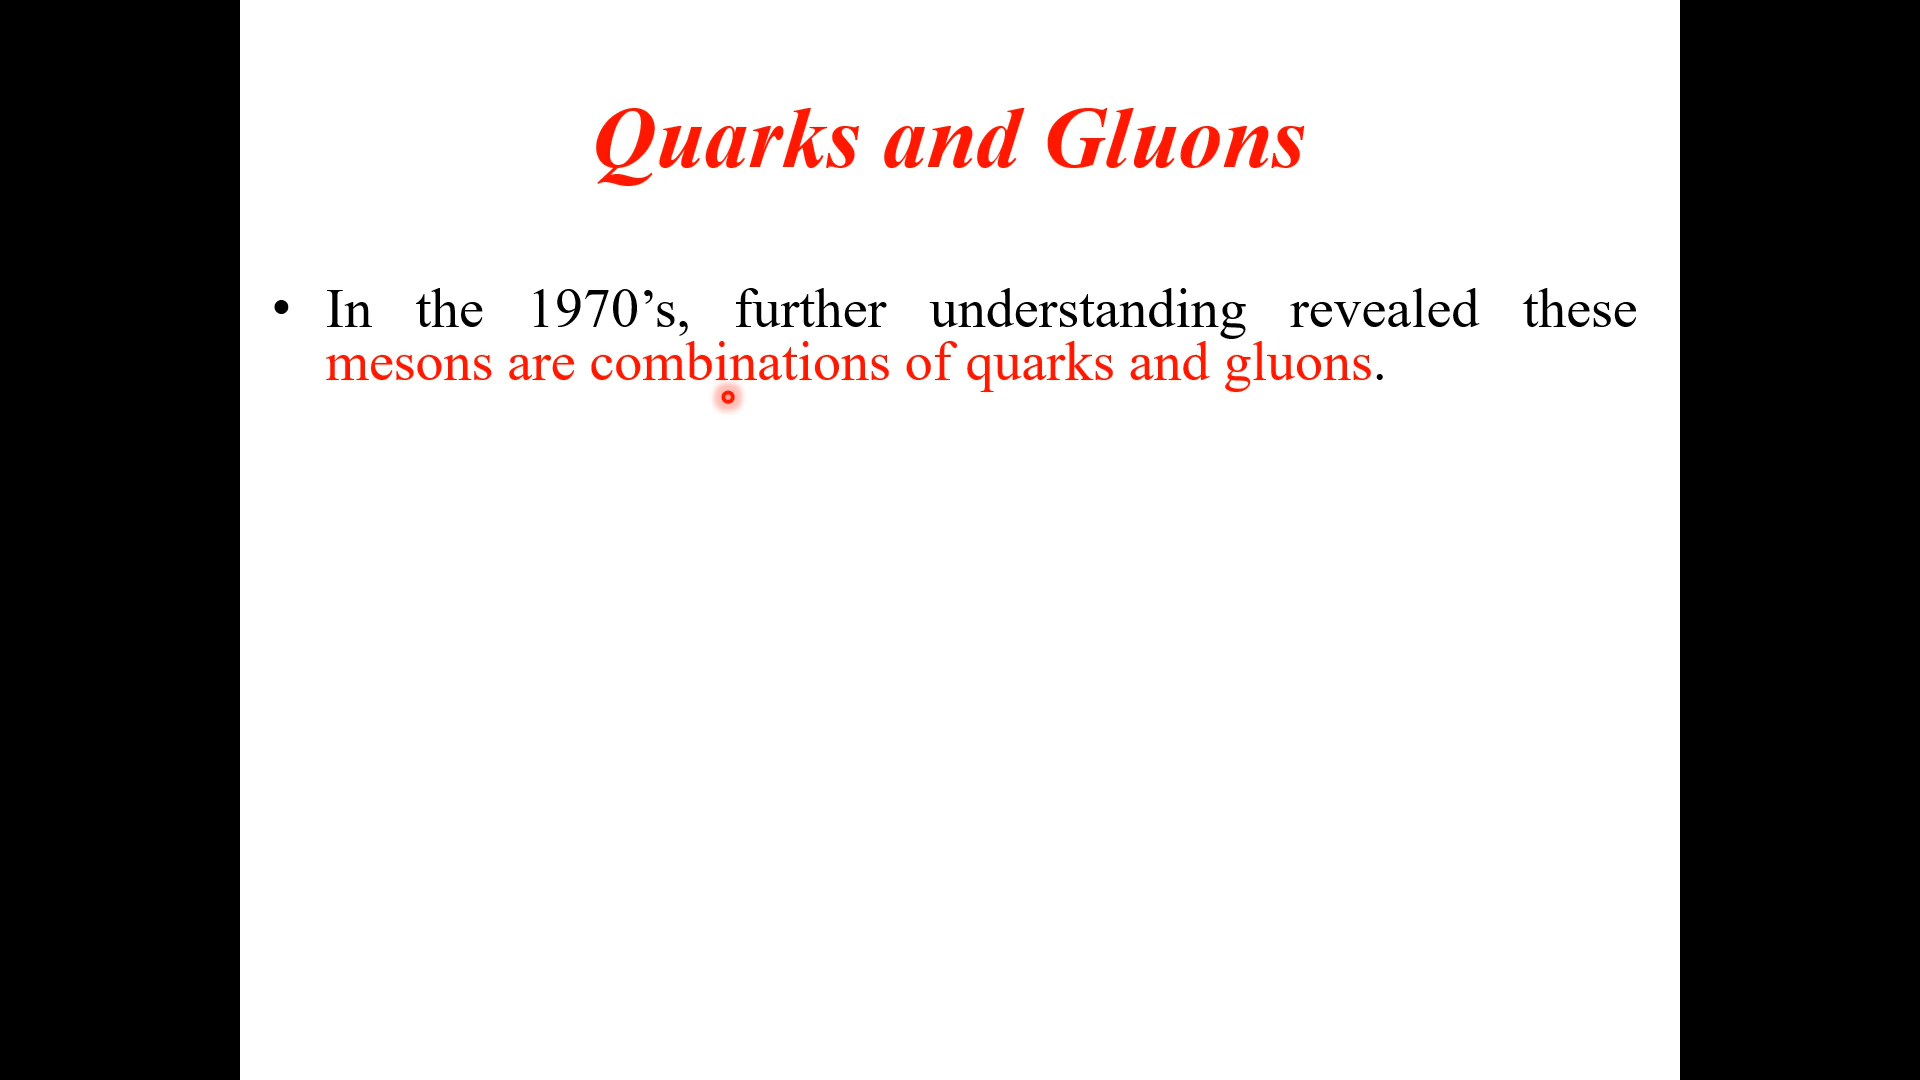 Quarks and Gluons
• In the 1970’s, further understanding revealed these
mesons are combinations of quarks and gluons.